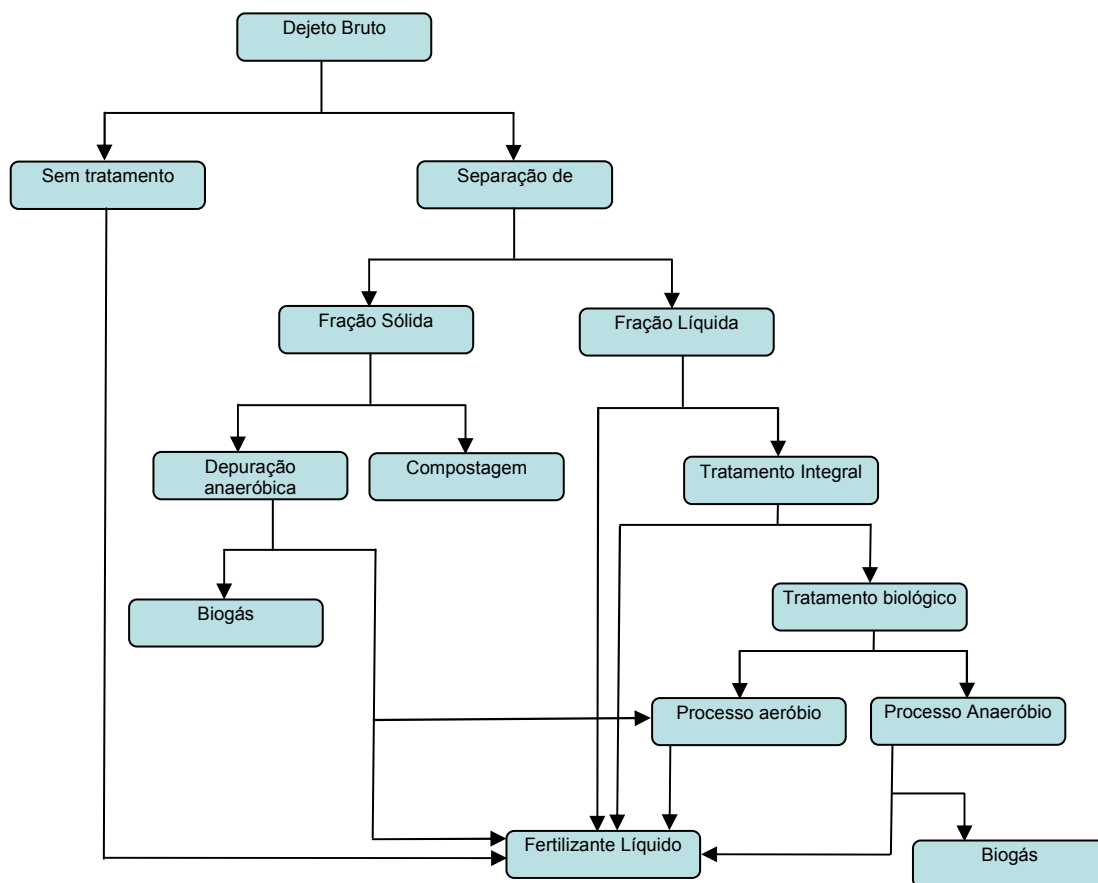 Dejeto Bruto
Sem tratamento
Separação de
Fração Sólida
Fração Líquida
Depuração
anaeróbica
Compostagem
Tratamento Integral
Biogás
Tratamento biológico
Processo aeróbio
Processo Anaeróbio
Fertilizante Líquido
Biogás